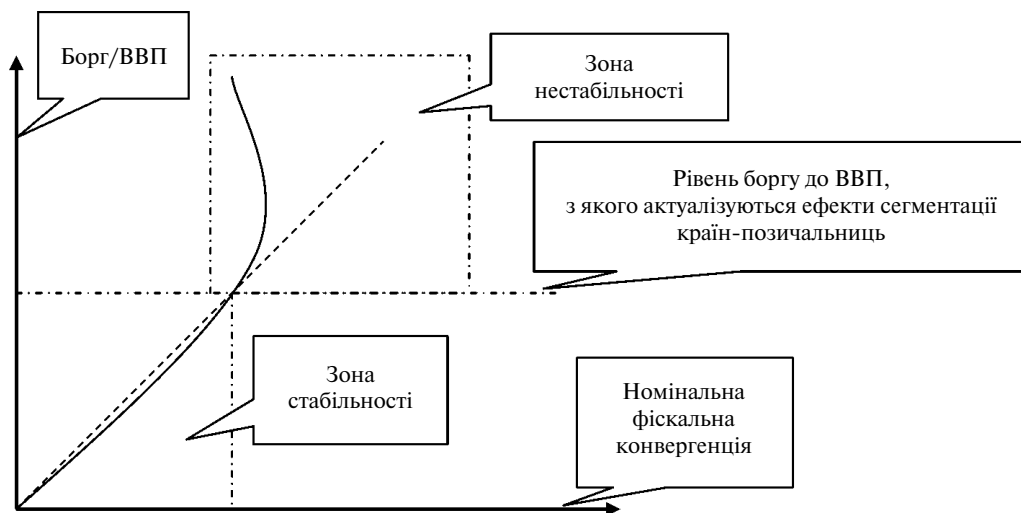 Борг/ВВП
Зона
нестабільності
Рівень боргу до ВВП,
з якого актуалізуються ефекти сегментації
країн-позичальниць
Зона
стабільності
Номінальна
фіскальна
конвергенція